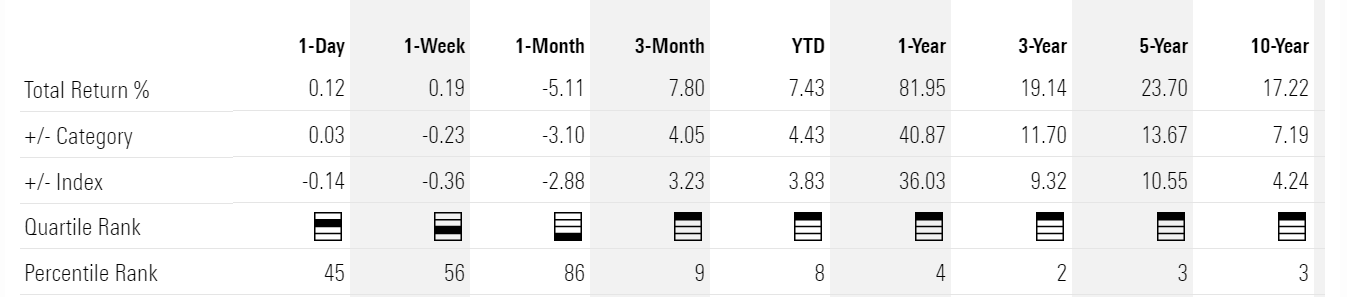 1-Day 1-Week 1-Month 3-Month YTD 1-Year 3-Year 5-Year 10-Year
Total Return % 0.12 0.19 -5.11 7.80 7.43 81.95 19.14 23.70 17.22
+/- Category 0.03 -0.23 -3.10 4.05 4.43 40.87 11.70 13.67 7.19
+/- Index -0.14 -0.36 -2.88 3.23 3.83 36.03 9.32 10.55 4.24
Quartile Rank
Percentile Rank 45 56 86 9 8 4 2 3 3